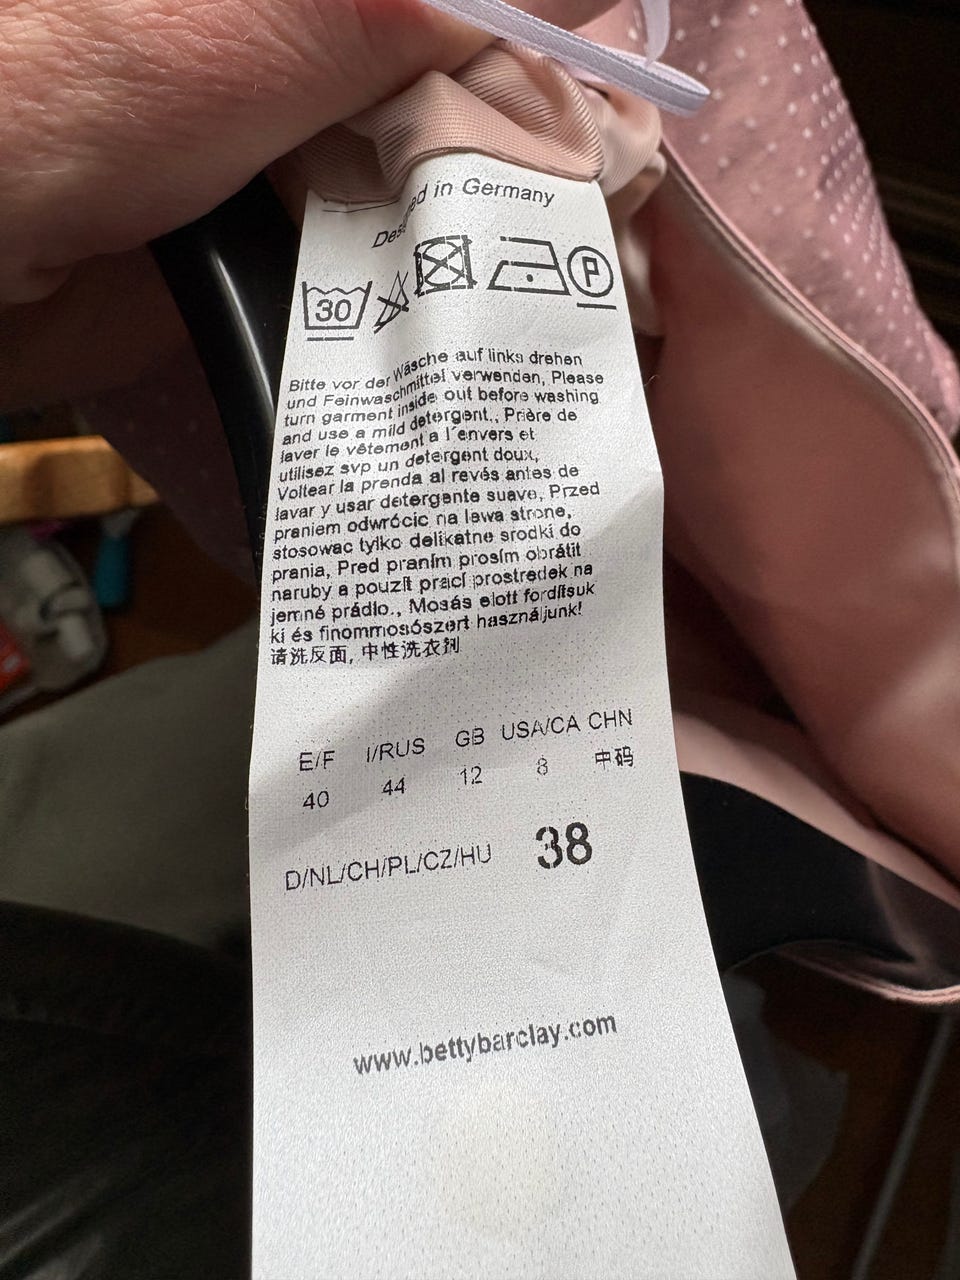 Designed in Germany
30 P
Bitte vor der Wäsche auf links drehen
und Feinwaschmittel verwenden, Please
turn garment inside out before washing
and use a mild detergent., Prière de
laver le vêtement a l´envers et
utilisez svp un detergent doux,
Voltear la prenda al revés antes de
lavar y usar detergente suave, Przed
praniem odwrócic na lewa strone,
stosowac tylko delikatne srodki do
prania, Pred praním prosím obrátit
naruby a pouzít prací prostredek na
jemné prádlo., Mosás elott fordítsuk
ki és finommosószert használjunk!
请洗反面, 中性洗衣剂
E/F I/RUS GB USA/CA CHN
40 44 12 8 中码
D/NL/CH/PL/CZ/HU 38
www.bettybarclay.com